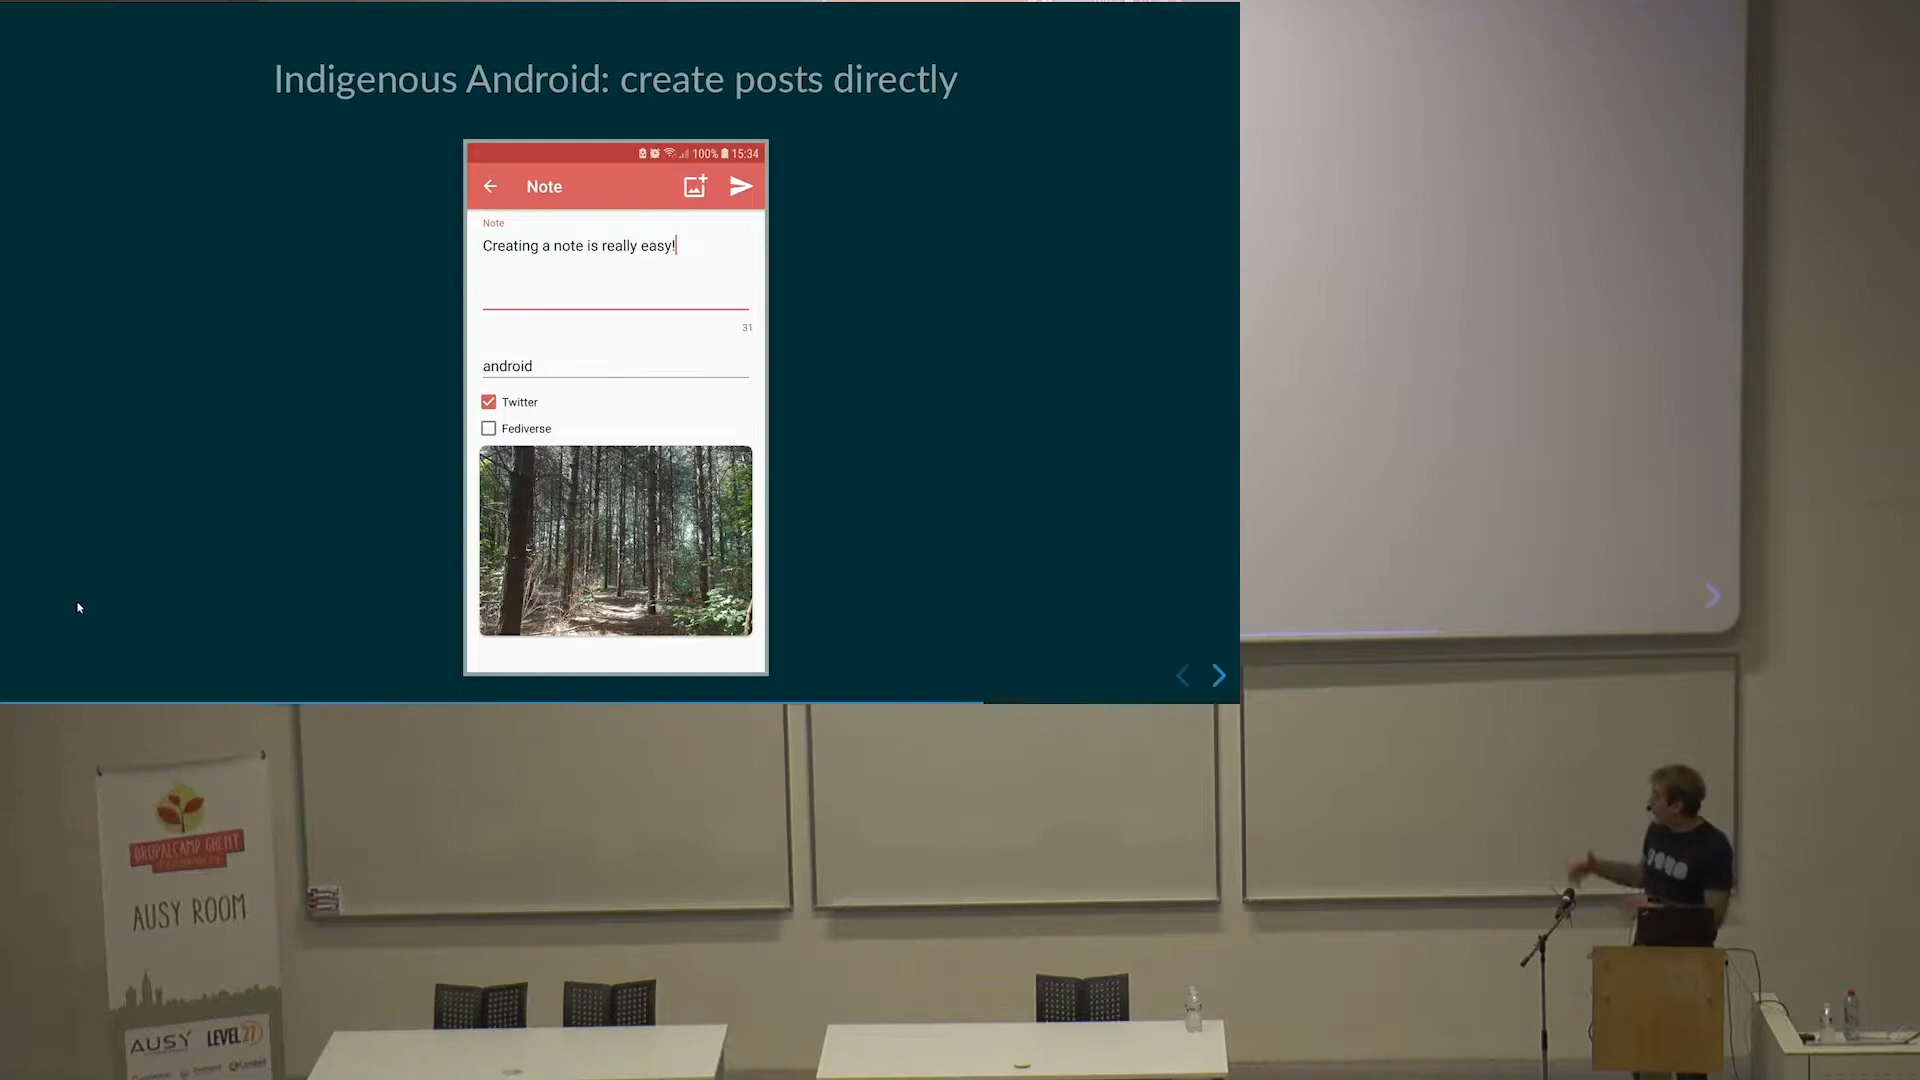 Indigenous Android: create posts directly
100% 15:34
Note
Note
Creating a note is really easy!
31
android
Twitter
Fediverse
DRUPALCAMP GHENT
AUSY ROOM
AUSY LEVEL27